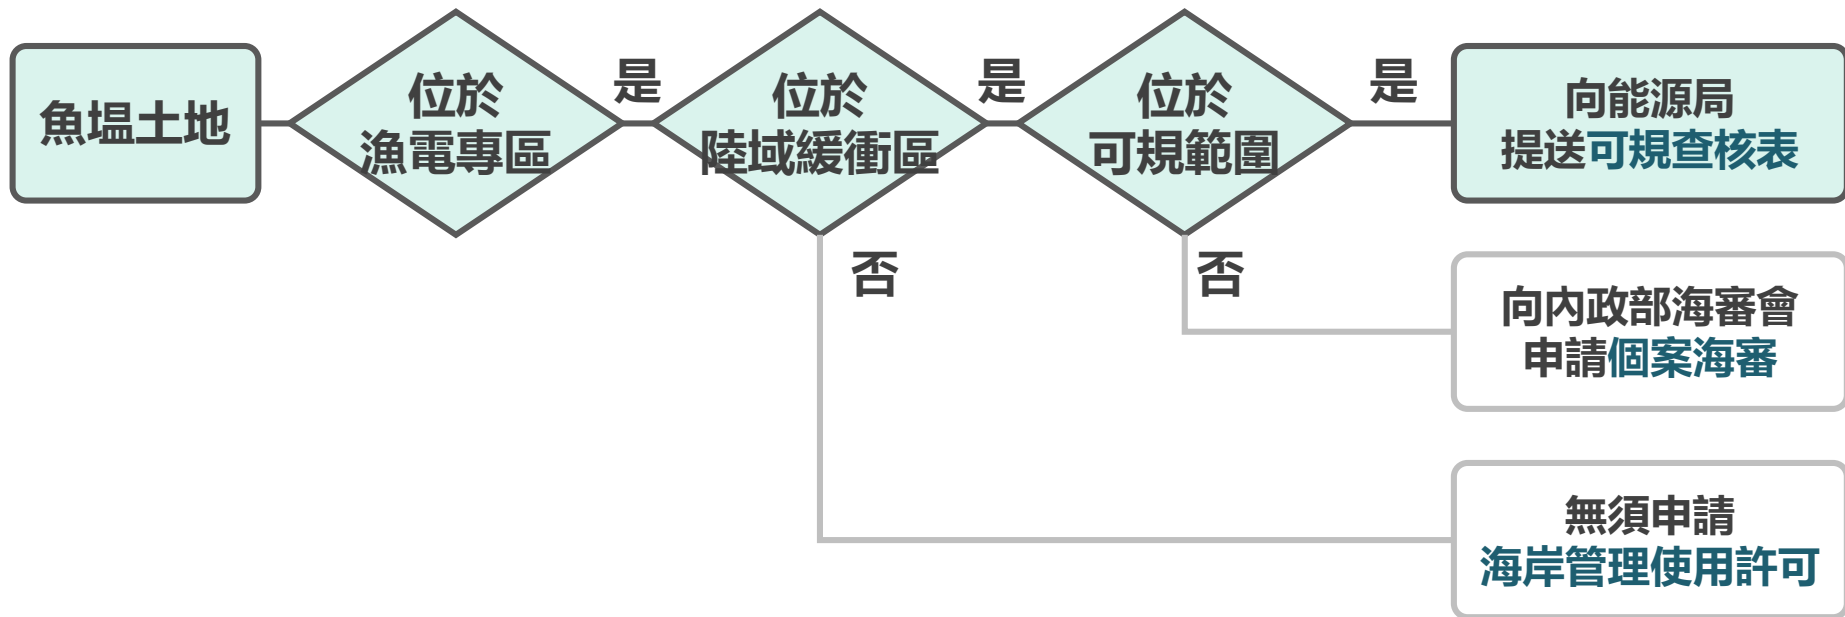 魚塭土地
位於
漁電專區
是
位於
陸域緩衝區
是
位於
可規範圍
是
向能源局
提送可規查核表
否
否
向內政部海審會
申請個案海審
無須申請
海岸管理使用許可